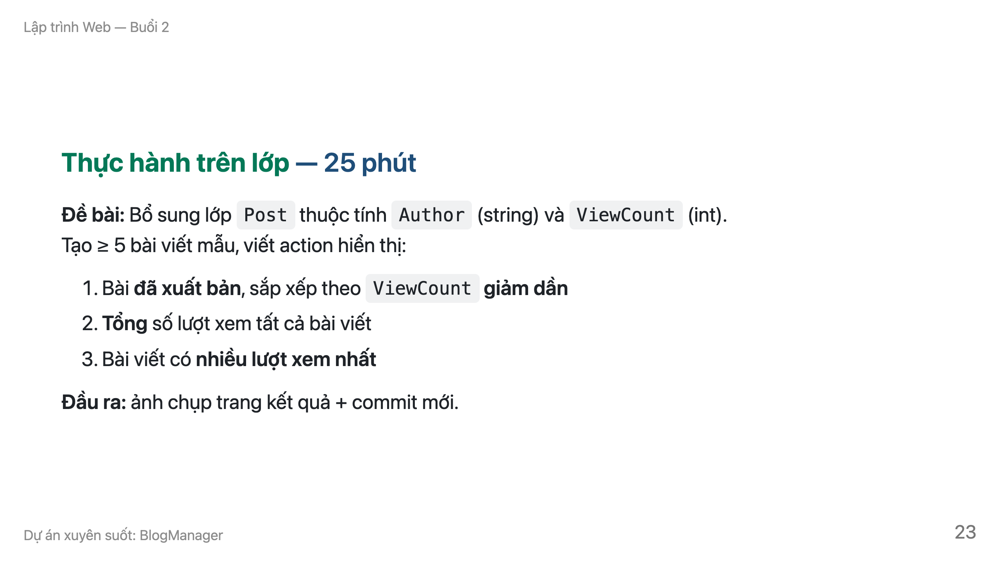 Lập trình Web — Buổi 2
Thực hành trên lớp — 25 phút
Đề bài: Bổ sung lớp Post thuộc tính Author (string) và ViewCount (int).
Tạo ≥ 5 bài viết mẫu, viết action hiển thị:
1. Bài đã xuất bản, sắp xếp theo ViewCount giảm dần
2. Tổng số lượt xem tất cả bài viết
3. Bài viết có nhiều lượt xem nhất
Đầu ra: ảnh chụp trang kết quả + commit mới.
Dự án xuyên suốt: BlogManager
23